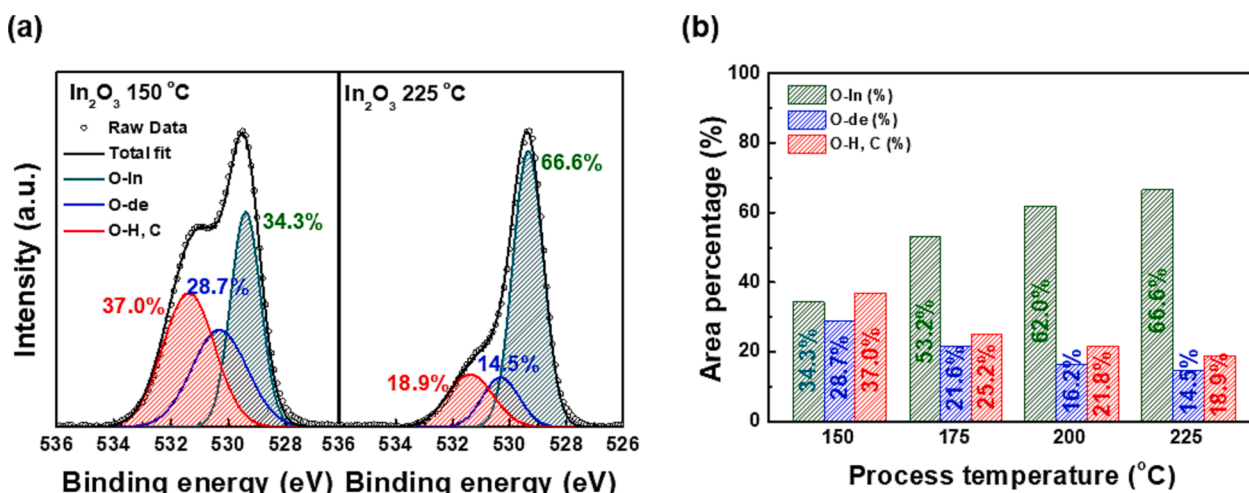 (a)
In2O3 150 °C
Raw Data
Total fit
O-In
O-de
O-H, C
34.3%
28.7%
37.0%
In2O3 225 °C
66.6%
14.5%
18.9%
Intensity (a.u.)
536 534 532 530 528 536 534 532 530 528 526
Binding energy (eV) Binding energy (eV)
(b)
100
80
60
40
20
0
Area percentage (%)
O-In (%)
O-de (%)
O-H, C (%)
34.3%
28.7%
37.0%
53.2%
21.6%
25.2%
62.0%
16.2%
21.8%
66.6%
14.5%
18.9%
150 175 200 225
Process temperature (°C)